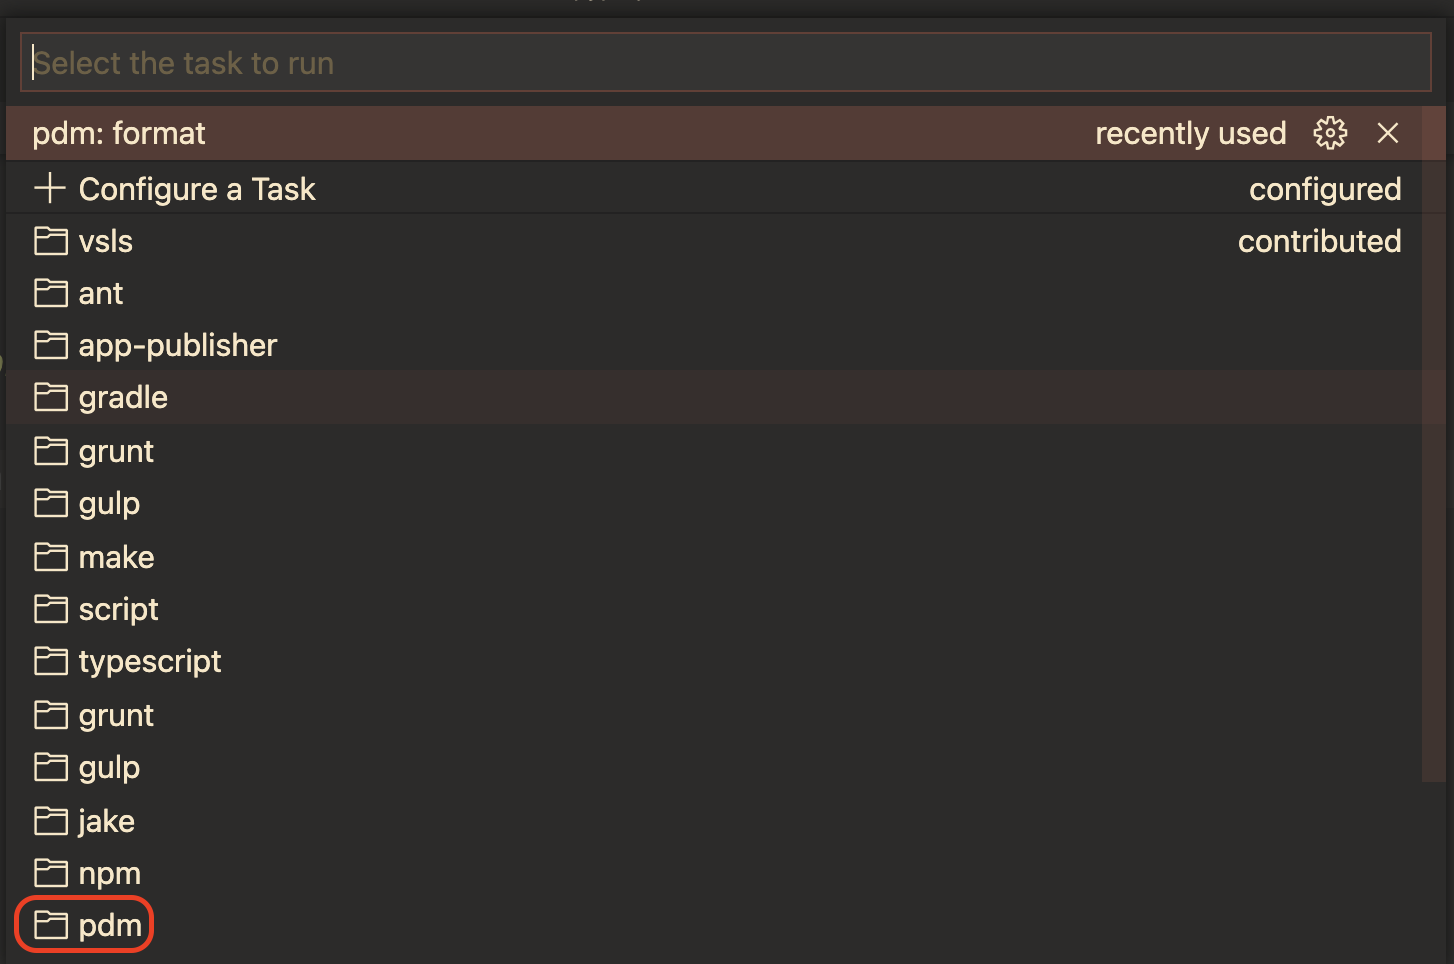 Select the task to run
pdm: format recently used
Configure a Task configured
vsls contributed
ant
app-publisher
gradle
grunt
gulp
make
script
typescript
grunt
gulp
jake
npm
pdm